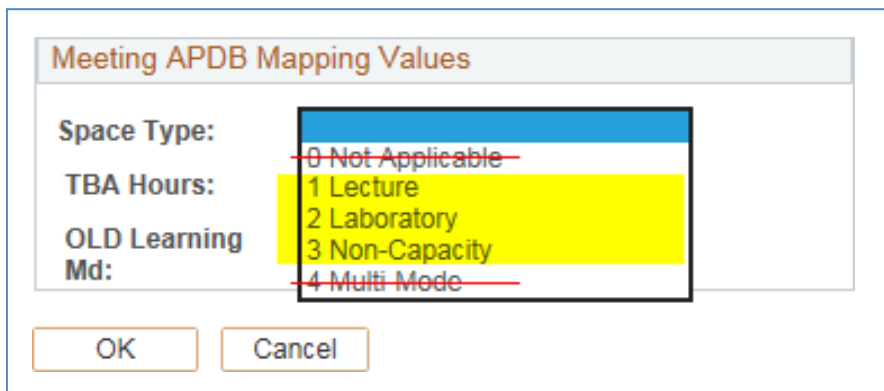 Meeting APDB Mapping Values
Space Type:
0 Not Applicable
TBA Hours:
1 Lecture
2 Laboratory
OLD Learning
Md:
3 Non-Capacity
4 Multi Mode
OK Cancel